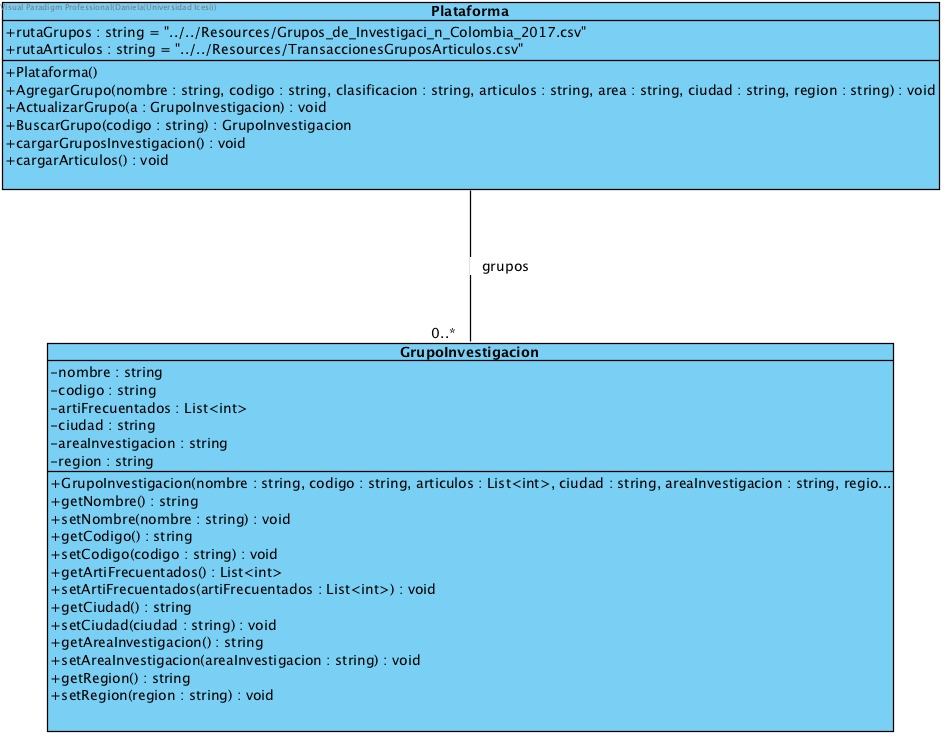 Visual Paradigm Professional(Daniela(Universidad Icesi))
Plataforma
+rutaGrupos : string = "../../Resources/Grupos_de_Investigaci_n_Colombia_2017.csv"
+rutaArticulos : string = "../../Resources/TransaccionesGruposArticulos.csv"
+Plataforma()
+AgregarGrupo(nombre : string, codigo : string, clasificacion : string, articulos : string, area : string, ciudad : string, region : string) : void
+ActualizarGrupo(a : GrupoInvestigacion) : void
+BuscarGrupo(codigo : string) : GrupoInvestigacion
+cargarGruposInvestigacion() : void
+cargarArticulos() : void
grupos
0..*
GrupoInvestigacion
-nombre : string
-codigo : string
-artiFrecuentados : List<int>
-ciudad : string
-areaInvestigacion : string
-region : string
+GrupoInvestigacion(nombre : string, codigo : string, articulos : List<int>, ciudad : string, areaInvestigacion : string, regio...
+getNombre() : string
+setNombre(nombre : string) : void
+getCodigo() : string
+setCodigo(codigo : string) : void
+getArtiFrecuentados() : List<int>
+setArtiFrecuentados(artiFrecuentados : List<int>) : void
+getCiudad() : string
+setCiudad(ciudad : string) : void
+getAreaInvestigacion() : string
+setAreaInvestigacion(areaInvestigacion : string) : void
+getRegion() : string
+setRegion(region : string) : void